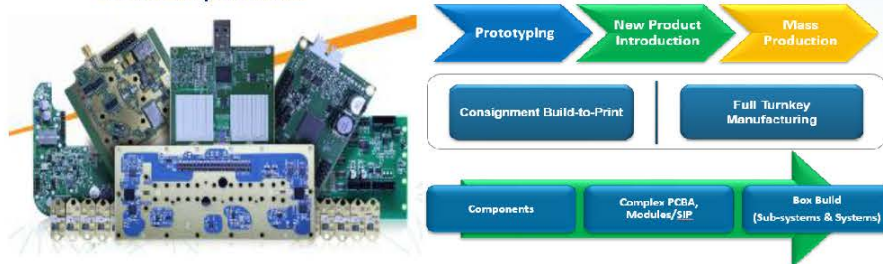 Prototyping
New Product
Introduction
Mass
Production
Consignment Build-to-Print
Full Turnkey
Manufacturing
Components
Complex PCBA,
Modules/SIP
Box Build
(Sub-systems & Systems)